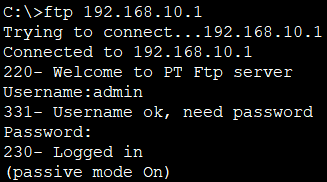 C:\>ftp 192.168.10.1
Trying to connect...192.168.10.1
Connected to 192.168.10.1
220- Welcome to PT Ftp server
Username:admin
331- Username ok, need password
Password:
230- Logged in
(passive mode On)